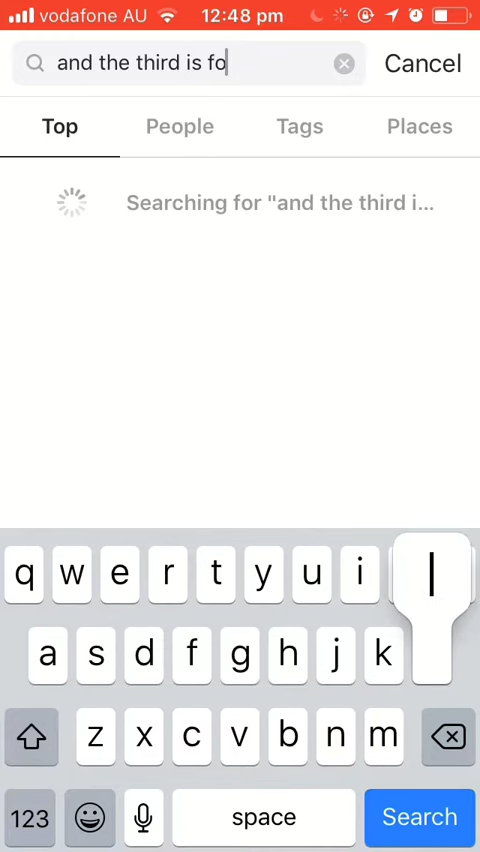 vodafone AU 12:48 pm
and the third is fo Cancel
Top People Tags Places
Searching for "and the third i...
q w e r t y u i l
a s d f g h j k
z x c v b n m
123 space Search